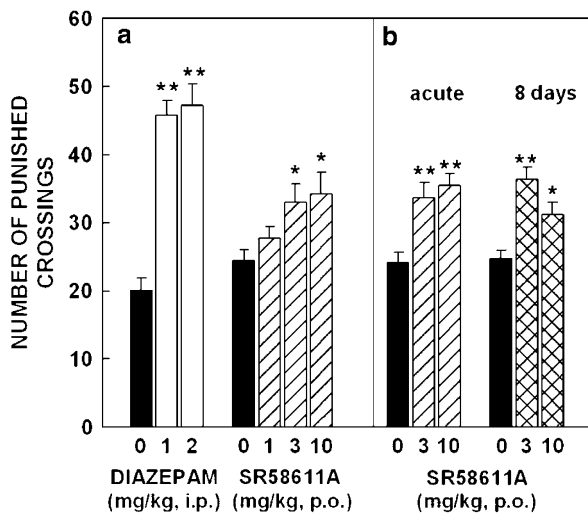 NUMBER OF PUNISHED
CROSSINGS
60
50
40
30
20
10
0
a
**
**
*
*
0 1 2
0 1 3 10
DIAZEPAM
(mg/kg, i.p.)
SR58611A
(mg/kg, p.o.)
b
acute
8 days
**
**
**
*
0 3 10
0 3 10
SR58611A
(mg/kg, p.o.)